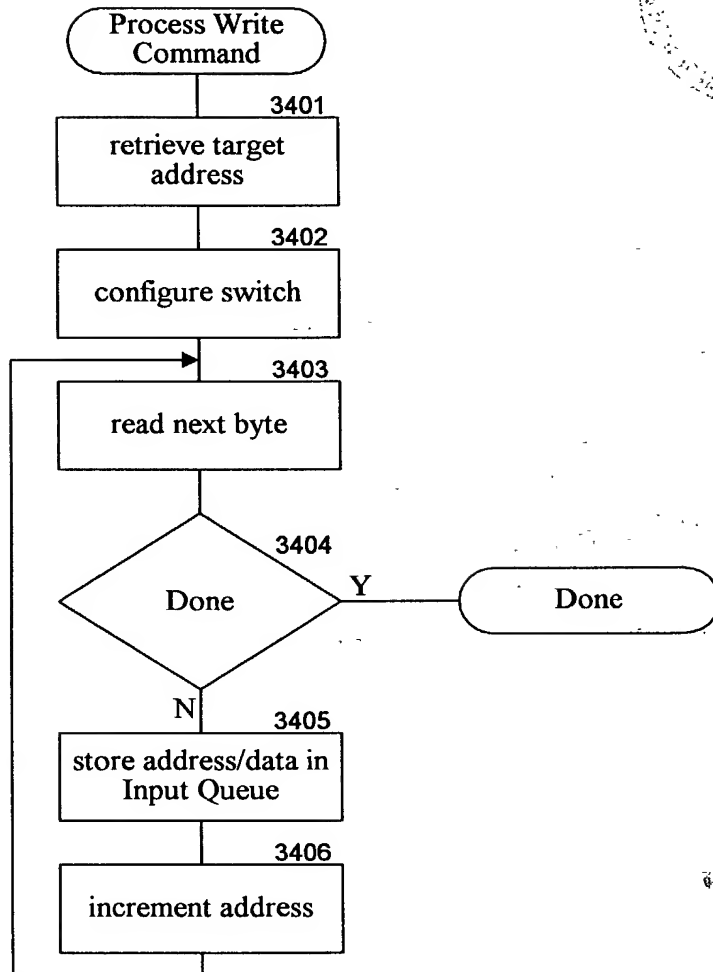 Process Write
Command
3401
retrieve target
address
3402
configure switch
3403
read next byte
3404
Done
Y
Done
N
3405
store address/data in
Input Queue
3406
increment address